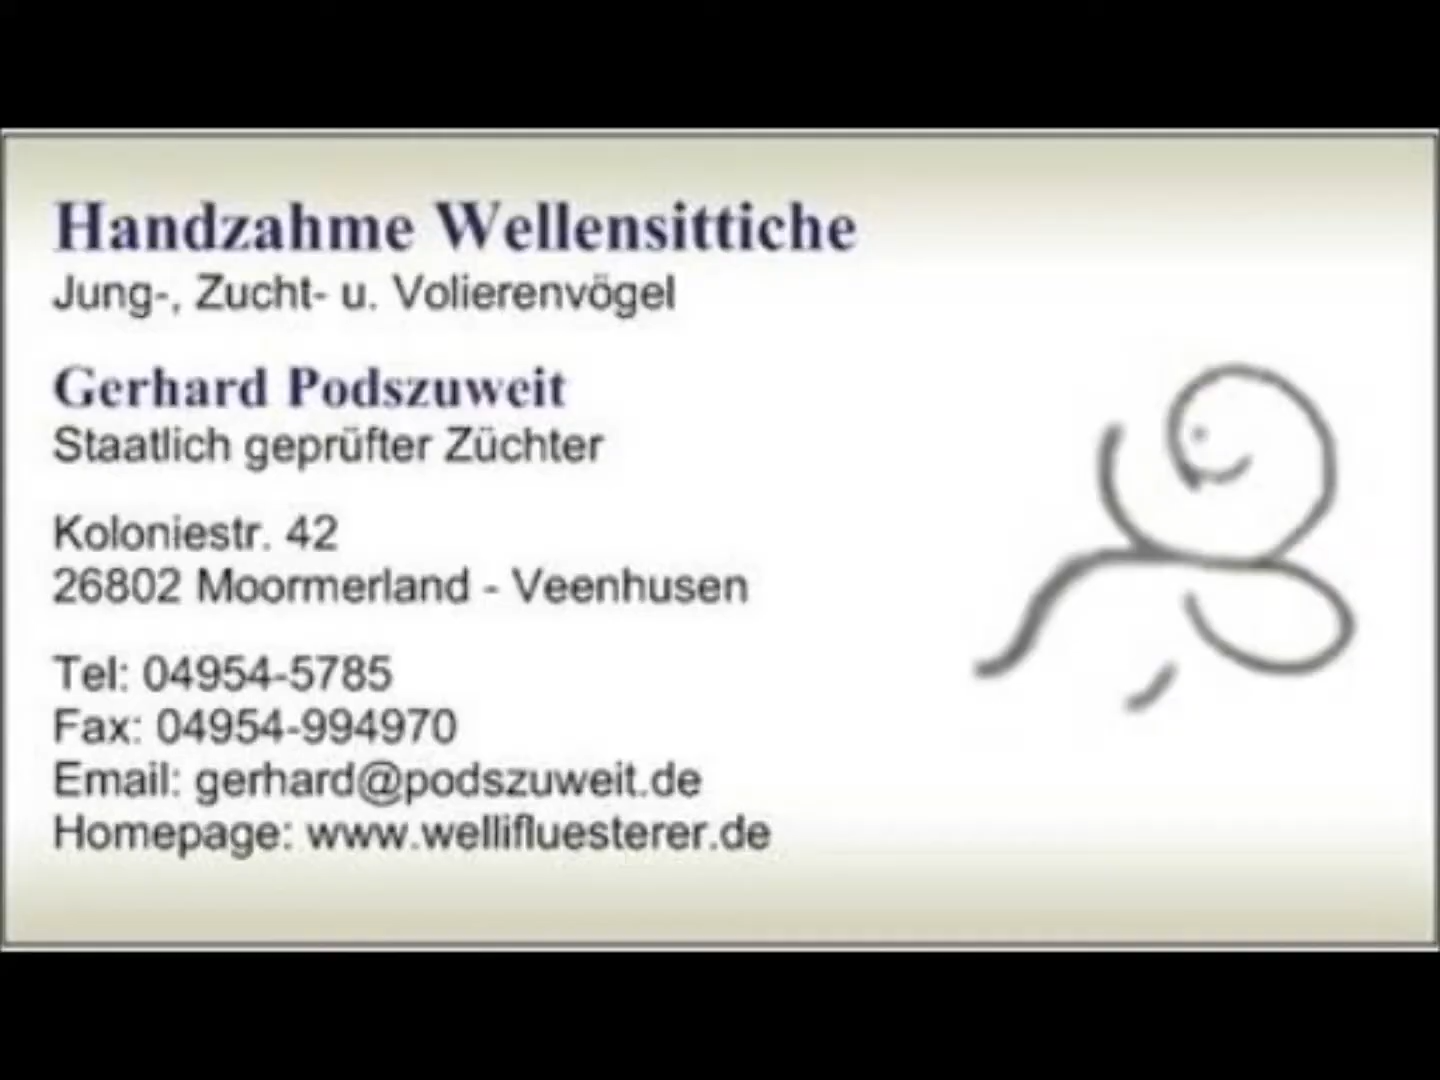 Handzahme Wellensittiche
Jung-, Zucht- u. Volierenvögel
Gerhard Podszuweit
Staatlich geprüfter Züchter
Koloniestr. 42
26802 Moormerland - Veenhusen
Tel: 04954-5785
Fax: 04954-994970
Email: gerhard@podszuweit.de
Homepage: www.wellifluesterer.de